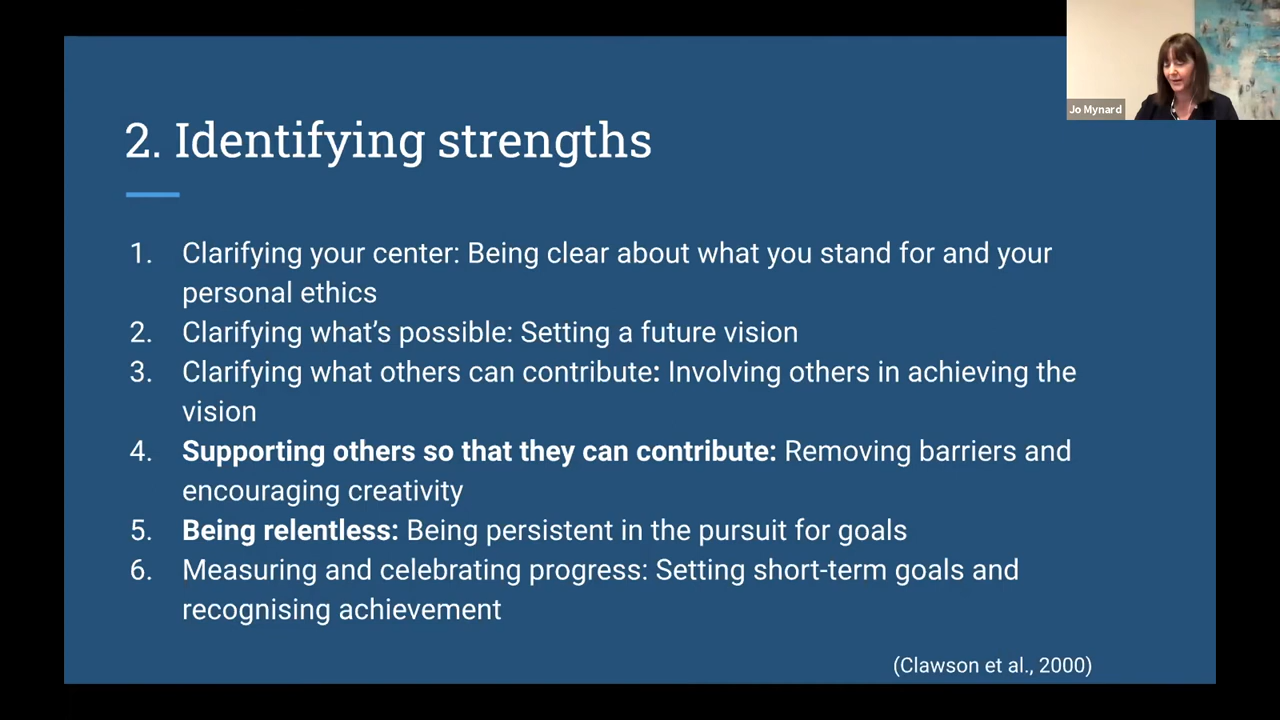 Jo Mynard
2. Identifying strengths
1. Clarifying your center: Being clear about what you stand for and your
personal ethics
2. Clarifying what’s possible: Setting a future vision
3. Clarifying what others can contribute: Involving others in achieving the
vision
4. Supporting others so that they can contribute: Removing barriers and
encouraging creativity
5. Being relentless: Being persistent in the pursuit for goals
6. Measuring and celebrating progress: Setting short-term goals and
recognising achievement
(Clawson et al., 2000)